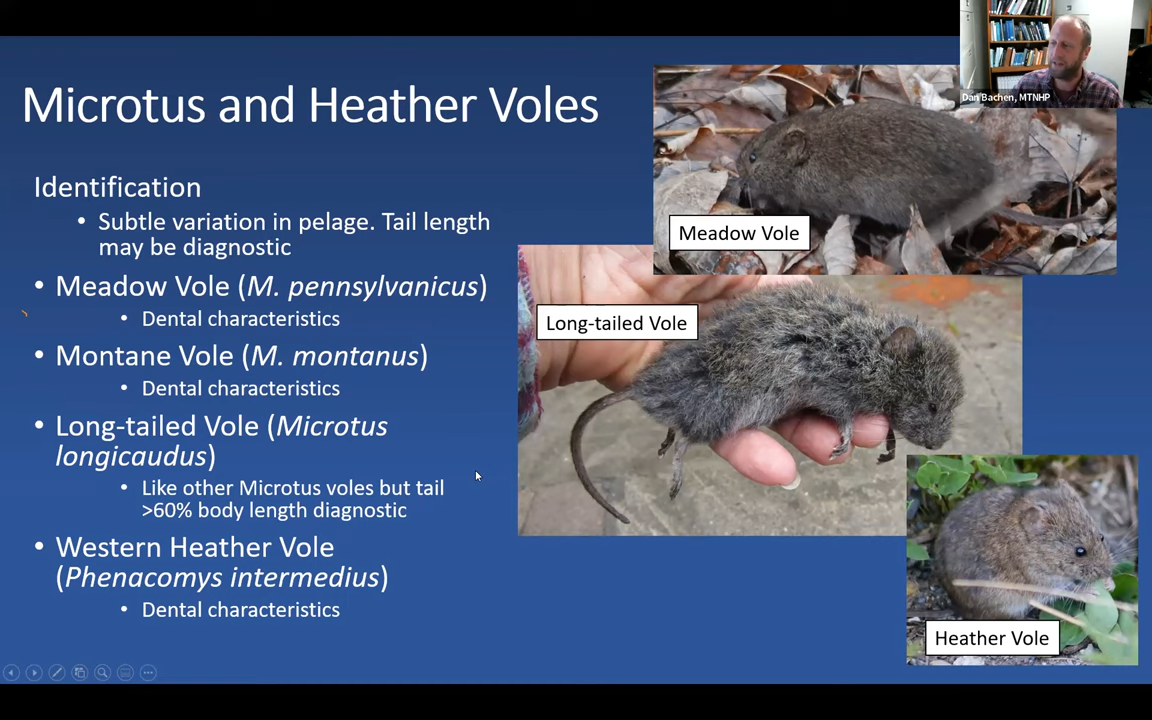 Microtus and Heather Voles
Dan Bachen, MTNHP
Identification
• Subtle variation in pelage. Tail length
may be diagnostic
• Meadow Vole (M. pennsylvanicus)
• Dental characteristics
• Montane Vole (M. montanus)
• Dental characteristics
• Long-tailed Vole (Microtus
longicaudus)
• Like other Microtus voles but tail
>60% body length diagnostic
• Western Heather Vole
(Phenacomys intermedius)
• Dental characteristics
Meadow Vole
Long-tailed Vole
Heather Vole